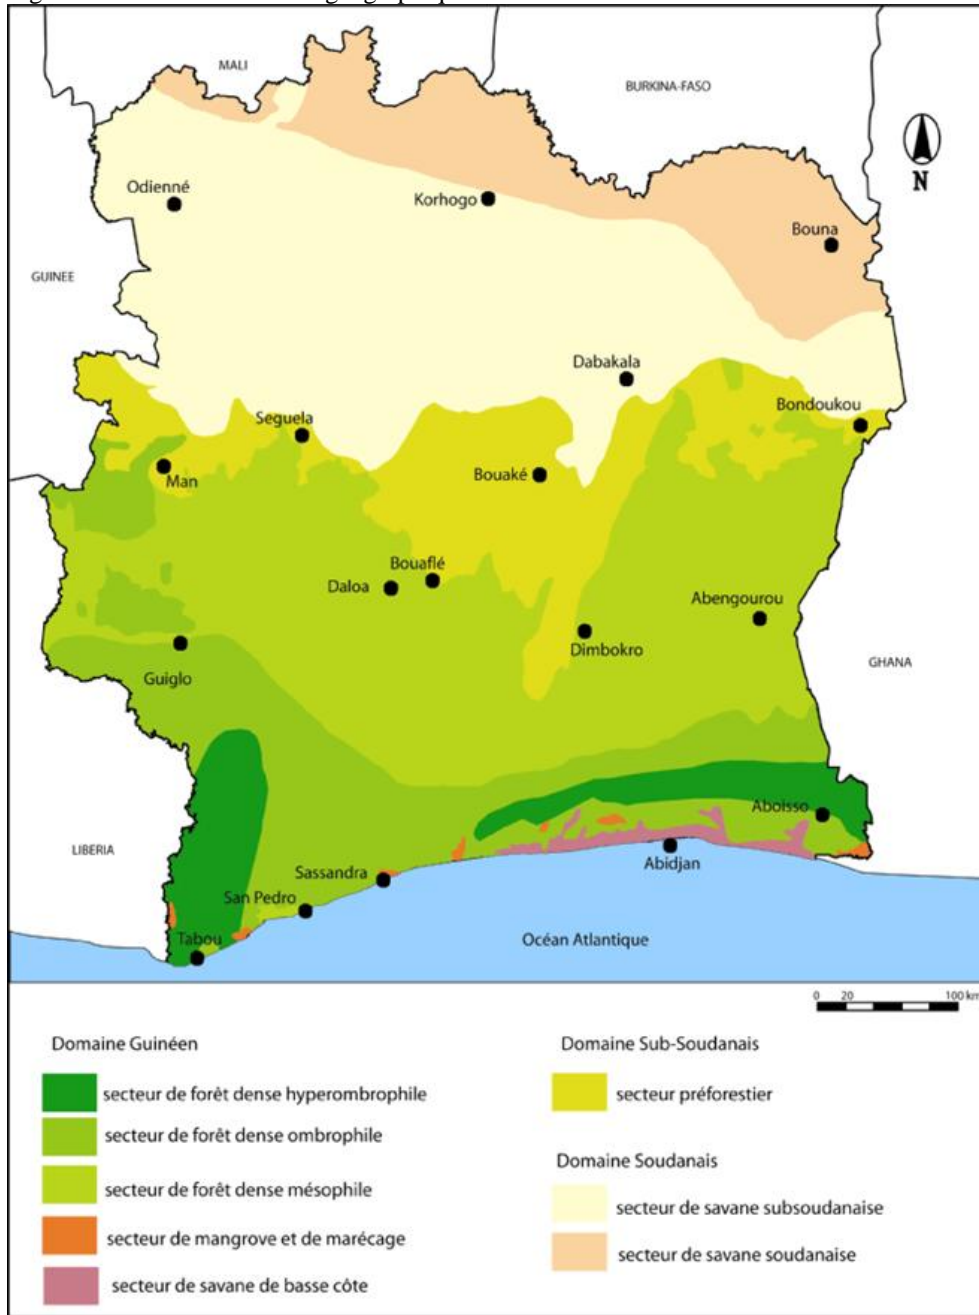 MALI
BURKINA-FASO
N
Odienné
Korhogo
Bouna
GUINEE
Dabakala
Bondoukou
Seguela
Man
Bouaké
Bouaflé
Daloa
Abengourou
Dimbokro
GHANA
Guiglo
Aboisso
LIBERIA
Abidjan
Sassandra
San Pedro
Tabou
Océan Atlantique
0 20 100 km
Domaine Guinéen
secteur de forêt dense hyperombrophile
secteur de forêt dense ombrophile
secteur de forêt dense mésophile
secteur de mangrove et de marécage
secteur de savane de basse côte
Domaine Sub-Soudanais
secteur préforestier
Domaine Soudanais
secteur de savane subsoudanaise
secteur de savane soudanaise